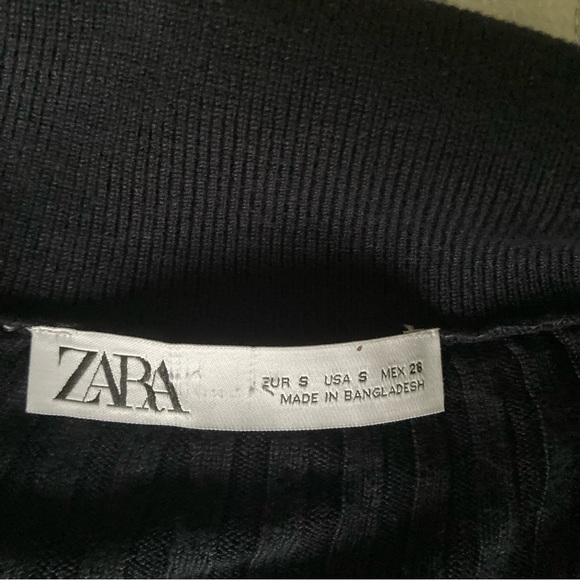 ZARA
EUR S USA S MEX 26
MADE IN BANGLADESH